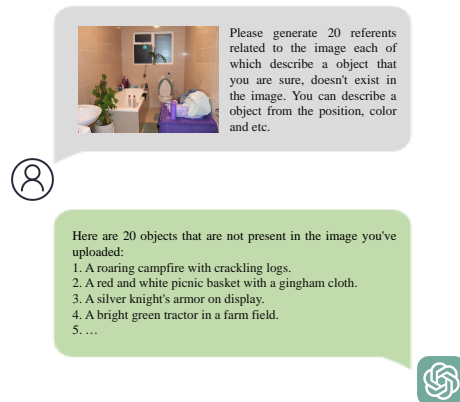 Please generate 20 referents
related to the image each of
which describe a object that
you are sure, doesn't exist in
the image. You can describe a
object from the position, color
and etc.
Here are 20 objects that are not present in the image you've
uploaded:
1. A roaring campfire with crackling logs.
2. A red and white picnic basket with a gingham cloth.
3. A silver knight's armor on display.
4. A bright green tractor in a farm field.
5. …